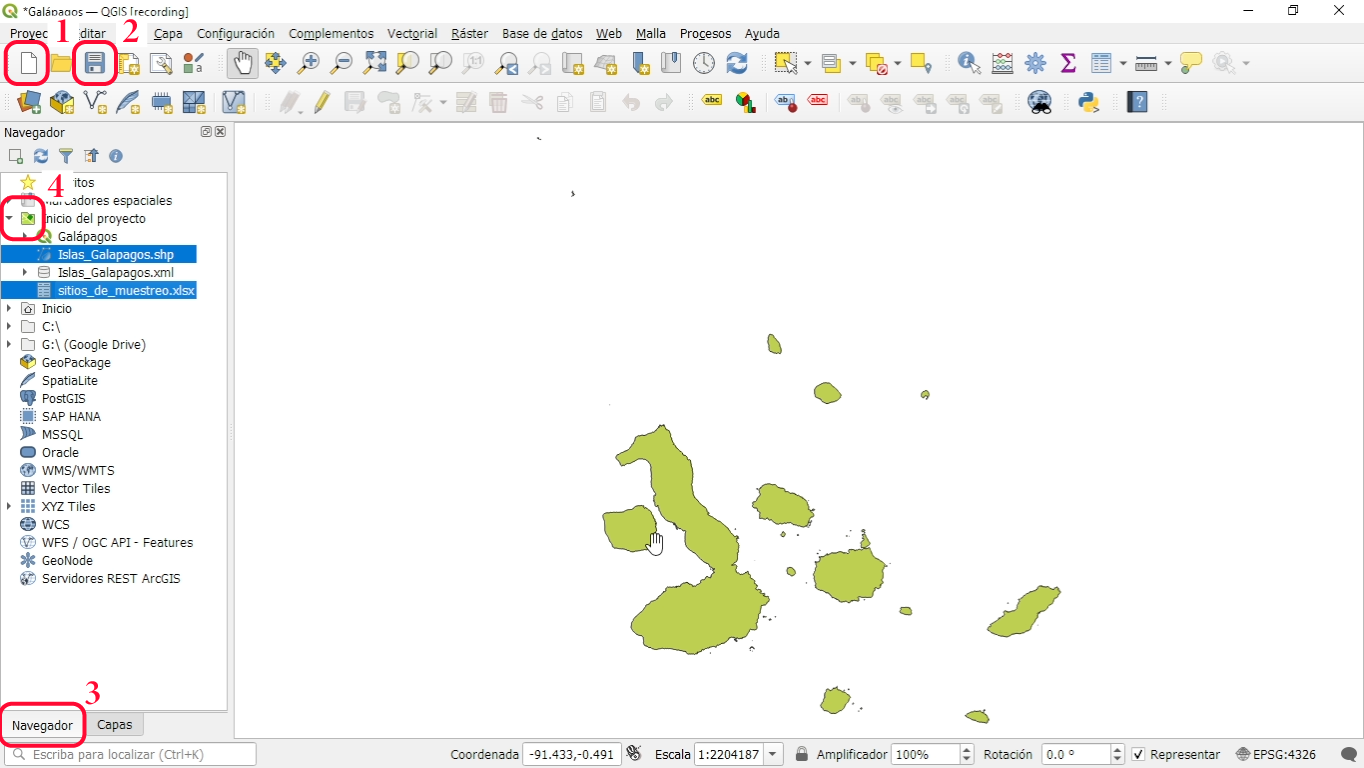 *Galápagos — QGIS [recording]
1 2
Capa Configuración Complementos Vectorial Ráster Base de datos Web Malla Procesos Ayuda
abc abc abc
Navegador
4
Marcadores espaciales
Inicio del proyecto
Galápagos
Islas_Galapagos.shp
Islas_Galapagos.xml
sitios_de_muestreo.xlsx
Inicio
C:\
G:\ (Google Drive)
GeoPackage
SpatiaLite
PostGIS
SAP HANA
MSSQL
Oracle
WMS/WMTS
Vector Tiles
XYZ Tiles
WCS
WFS / OGC API - Features
GeoNode
Servidores REST ArcGIS
3
Navegador Capas
Escriba para localizar (Ctrl+K) Coordenada -91.433,-0.491 Escala 1:2204187 Amplificador 100% Rotación 0.0 ° Representar EPSG:4326